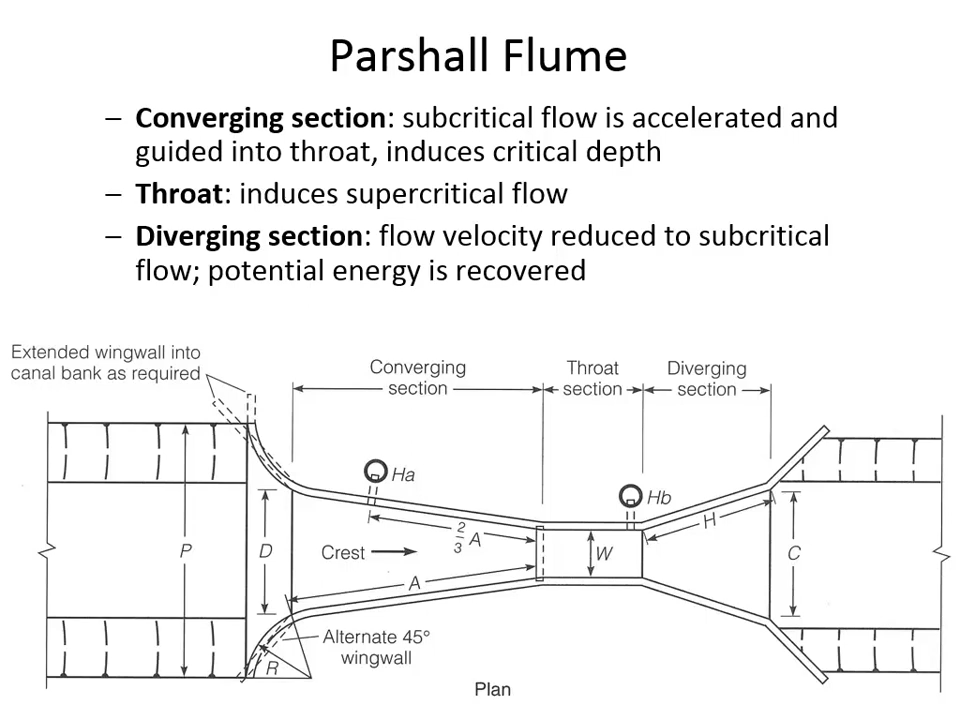 Parshall Flume
– Converging section: subcritical flow is accelerated and
guided into throat, induces critical depth
– Throat: induces supercritical flow
– Diverging section: flow velocity reduced to subcritical
flow; potential energy is recovered
Extended wingwall into
canal bank as required
Converging
section
Throat
section
Diverging
section
Ha
Hb
2/3 A
H
P
D
Crest
W
C
A
Alternate 45°
wingwall
R
Plan